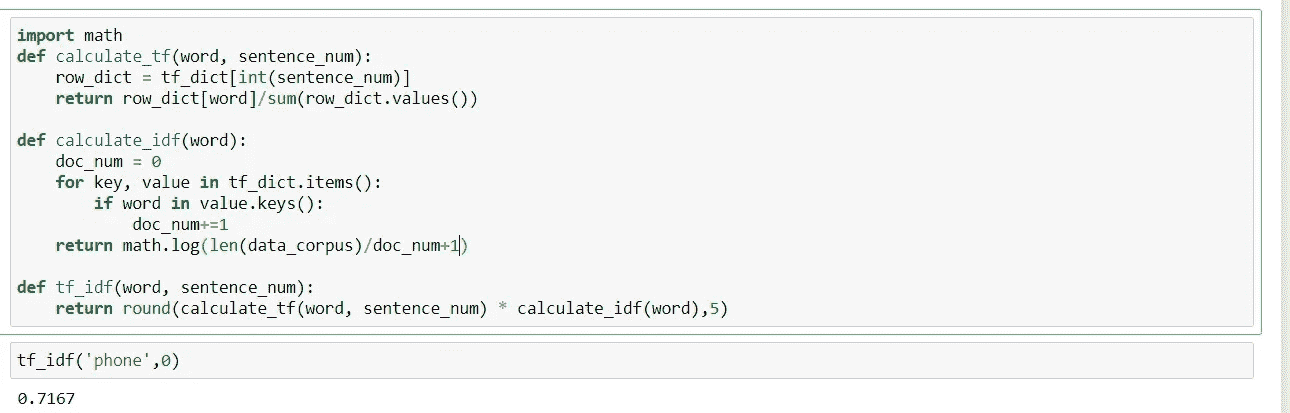 import math
def calculate_tf(word, sentence_num):
    row_dict = tf_dict[int(sentence_num)]
    return row_dict[word]/sum(row_dict.values())

def calculate_idf(word):
    doc_num = 0
    for key, value in tf_dict.items():
        if word in value.keys():
            doc_num+=1
    return math.log(len(data_corpus)/doc_num+1)

def tf_idf(word, sentence_num):
    return round(calculate_tf(word, sentence_num) * calculate_idf(word),5)

tf_idf('phone',0)
0.7167